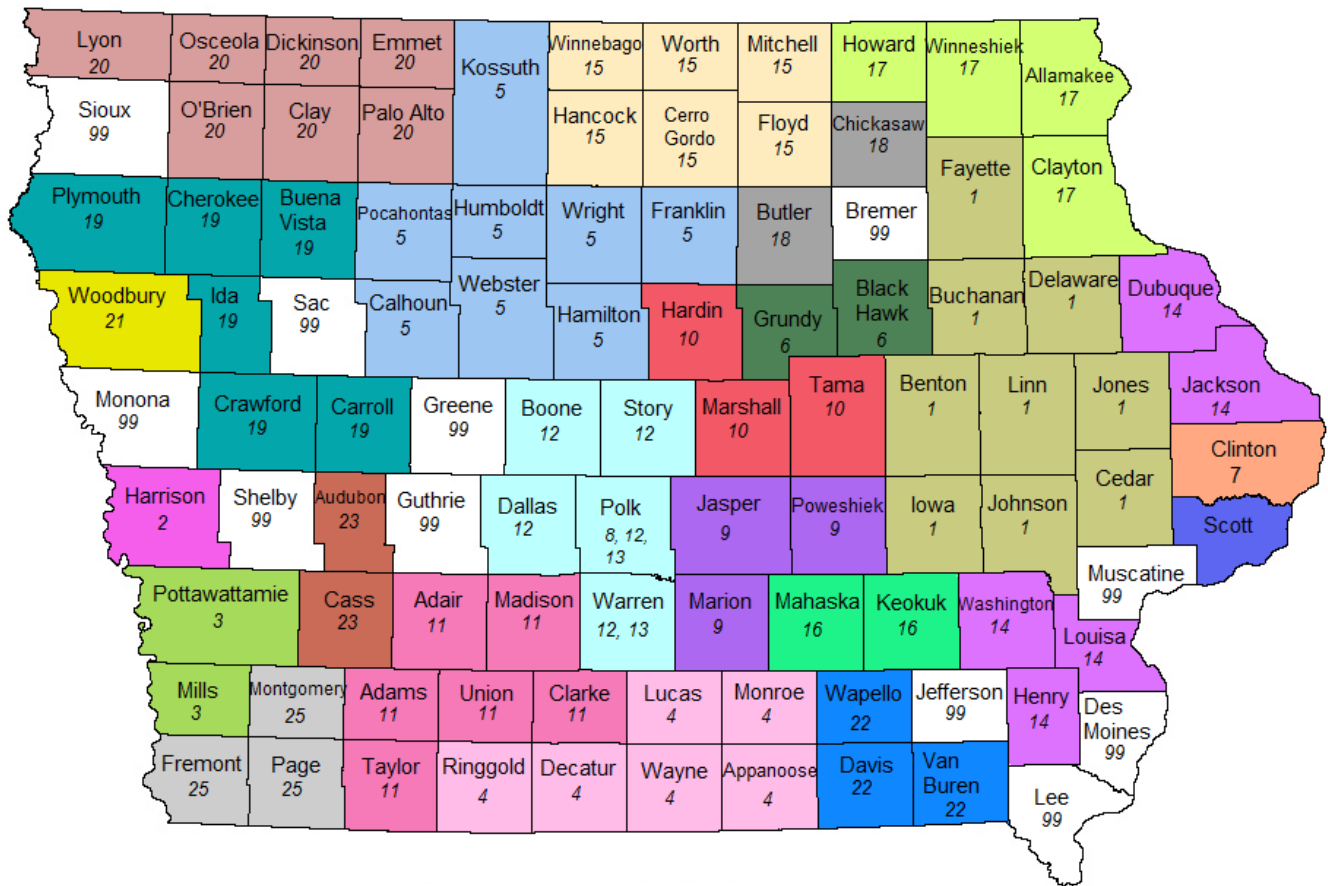 Lyon
20
Osceola
20
Dickinson
20
Emmet
20
Kossuth
5
Winnebago
15
Worth
15
Mitchell
15
Howard
17
Winneshiek
17
Allamakee
17
Sioux
99
O'Brien
20
Clay
20
Palo Alto
20
Hancock
15
Cerro
Gordo
15
Floyd
15
Chickasaw
18
Fayette
1
Clayton
17
Plymouth
19
Cherokee
19
Buena
Vista
19
Pocahontas
5
Humboldt
5
Wright
5
Franklin
5
Butler
18
Bremer
99
Woodbury
21
Ida
19
Sac
99
Calhoun
5
Webster
5
Hamilton
5
Hardin
10
Grundy
6
Black
Hawk
6
Buchanan
1
Delaware
1
Dubuque
14
Monona
99
Crawford
19
Carroll
19
Greene
99
Boone
12
Story
12
Marshall
10
Tama
10
Benton
1
Linn
1
Jones
1
Jackson
14
Clinton
7
Harrison
2
Shelby
99
Audubon
23
Guthrie
99
Dallas
12
Polk
8, 12,
13
Jasper
9
Poweshiek
9
Iowa
1
Johnson
1
Cedar
1
Scott
Muscatine
99
Pottawattamie
3
Cass
23
Adair
11
Madison
11
Warren
12, 13
Marion
9
Mahaska
16
Keokuk
16
Washington
14
Louisa
14
Mills
3
Montgomery
25
Adams
11
Union
11
Clarke
11
Lucas
4
Monroe
4
Wapello
22
Jefferson
99
Henry
14
Des
Moines
99
Fremont
25
Page
25
Taylor
11
Ringgold
4
Decatur
4
Wayne
4
Appanoose
4
Davis
22
Van
Buren
22
Lee
99